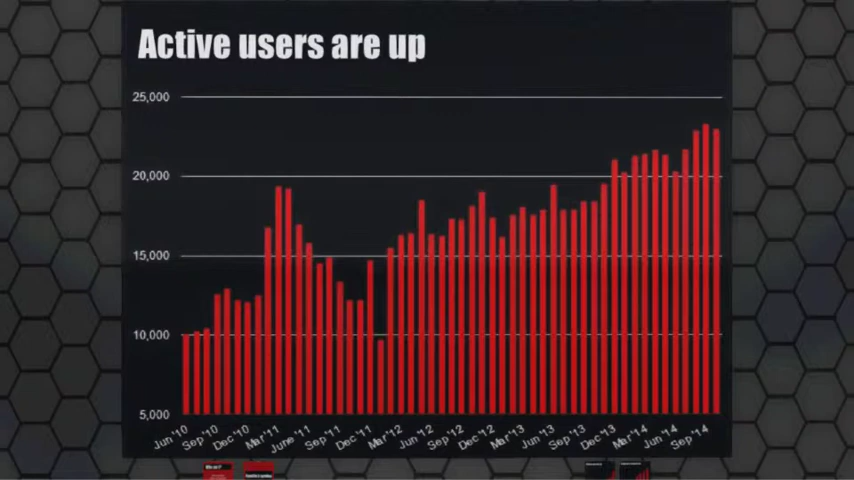 Active users are up
25,000
20,000
15,000
10,000
5,000
Jun '10
Sep '10
Dec '10
Mar'11
June '11
Sep '11
Dec '11
Mar'12
Jun '12
Sep '12
Dec '12
Mar'13
Jun '13
Sep '13
Dec'13
Mar'14
Jun '14
Sep '14